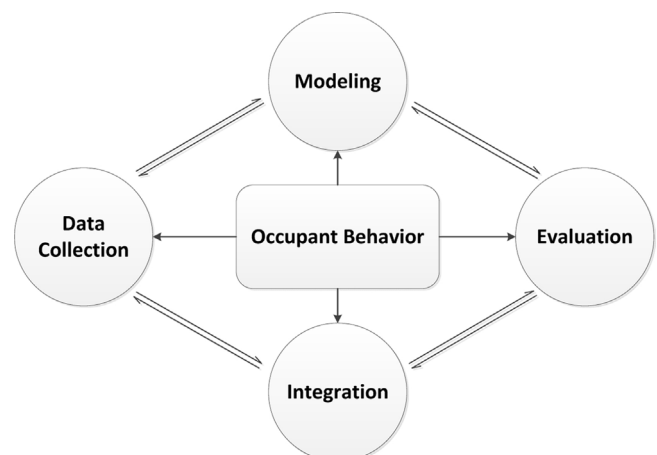 Modeling
Data
Collection
Occupant Behavior
Evaluation
Integration